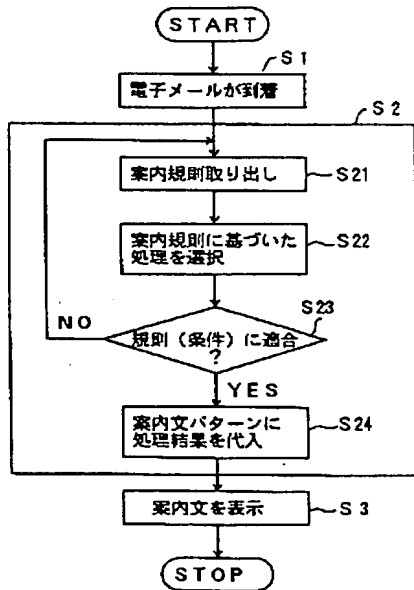 START
S1
電子メールが到着
S2
案内規則取り出し
S21
案内規則に基づいた
処理を選択
S22
S23
NO
規則（条件）に適合
?
YES
案内文パターンに
処理結果を代入
S24
案内文を表示
S3
STOP